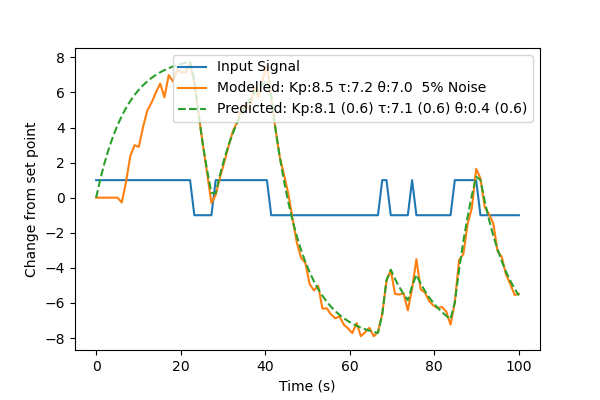 8
6
4
2
0
−2
−4
−6
−8
Change from set point
Input Signal
Modelled: Kp:8.5 τ:7.2 θ:7.0  5% Noise
Predicted: Kp:8.1 (0.6) τ:7.1 (0.6) θ:0.4 (0.6)
0 20 40 60 80 100
Time (s)